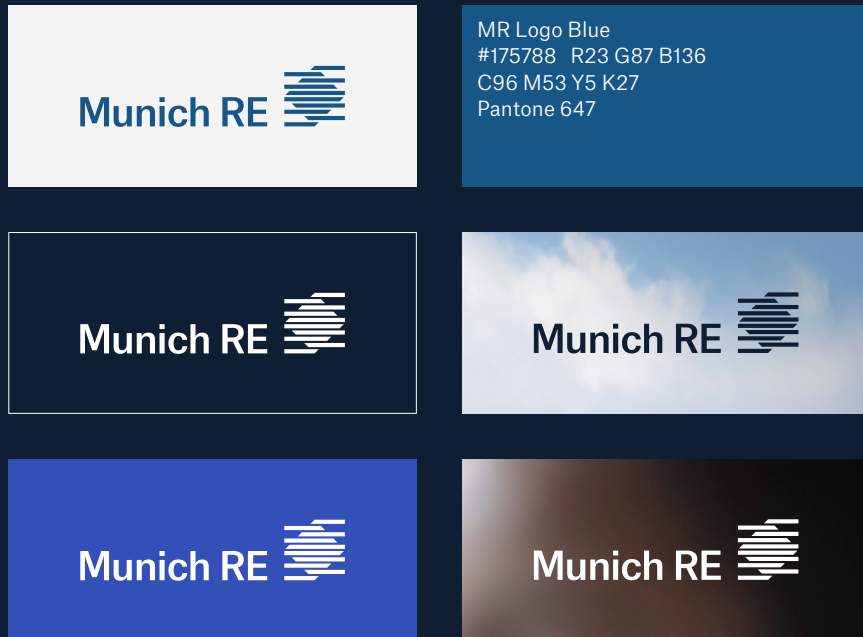 Munich RE
MR Logo Blue
#175788 R23 G87 B136
C96 M53 Y5 K27
Pantone 647
Munich RE
Munich RE
Munich RE
Munich RE